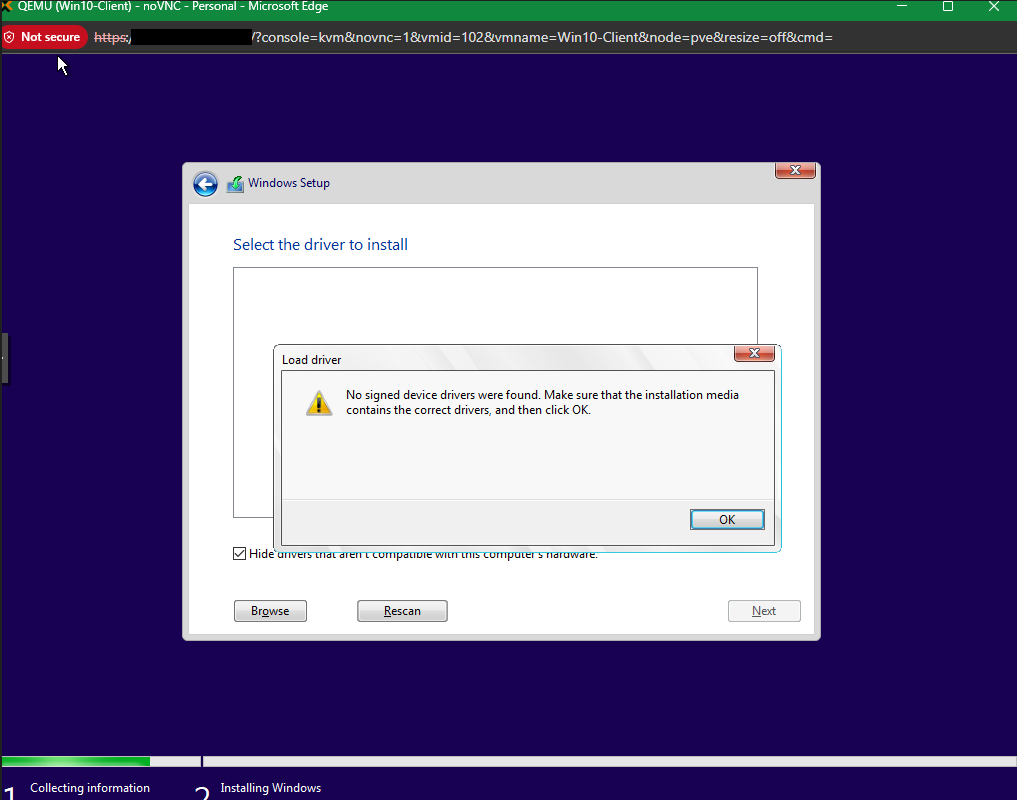 QEMU (Win10-Client) - noVNC - Personal - Microsoft Edge
Not secure https:/ /?console=kvm&novnc=1&vmid=102&vmname=Win10-Client&node=pve&resize=off&cmd=
Windows Setup
Select the driver to install
Load driver
No signed device drivers were found. Make sure that the installation media
contains the correct drivers, and then click OK.
OK
Hide drivers that aren't compatible with this computer's hardware.
Browse Rescan Next
1 Collecting information 2 Installing Windows